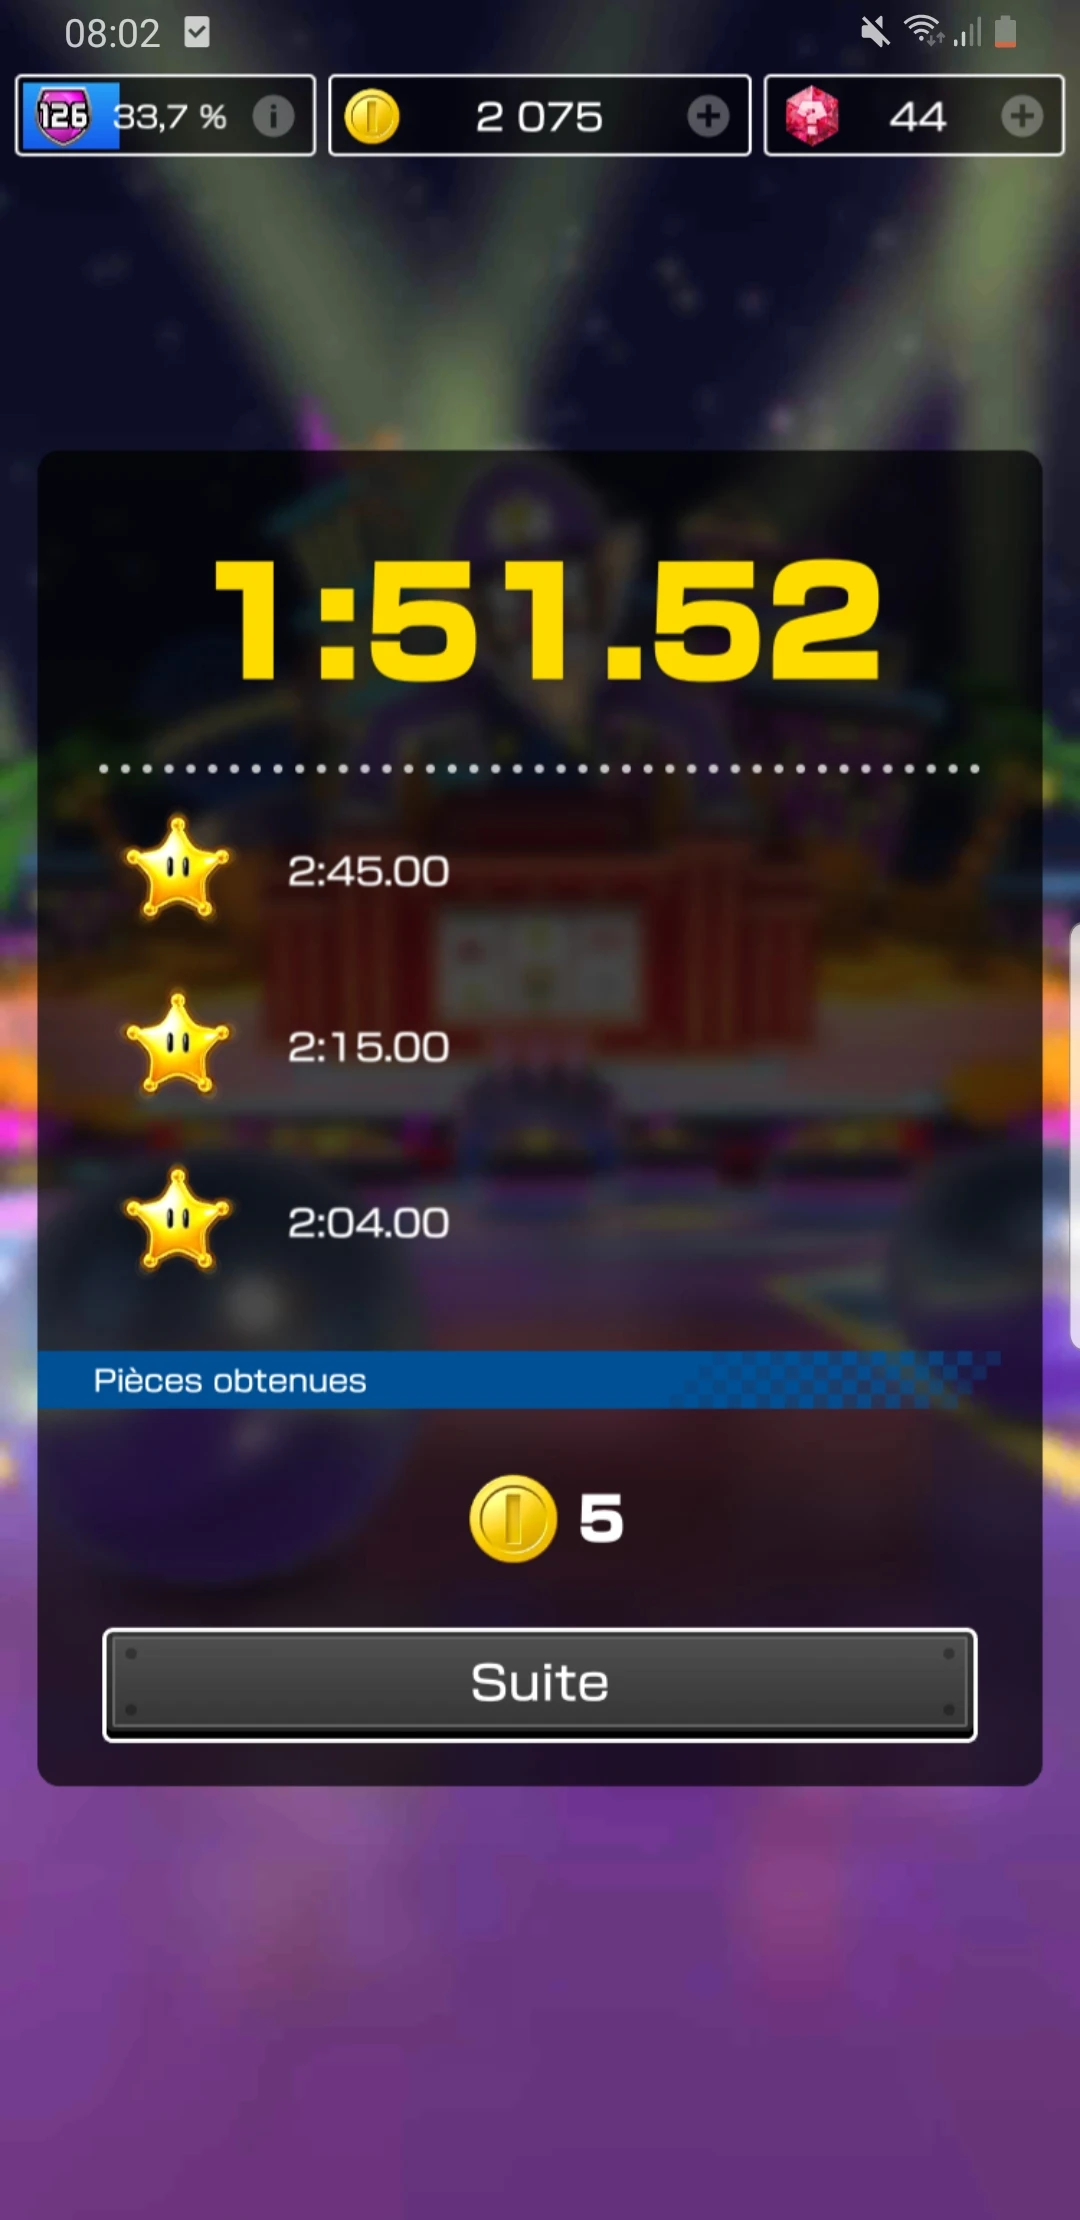 08:02
126 33,7 % i 2 075 + ? 44 +
1:51.52
2:45.00
2:15.00
2:04.00
Pièces obtenues
5
Suite